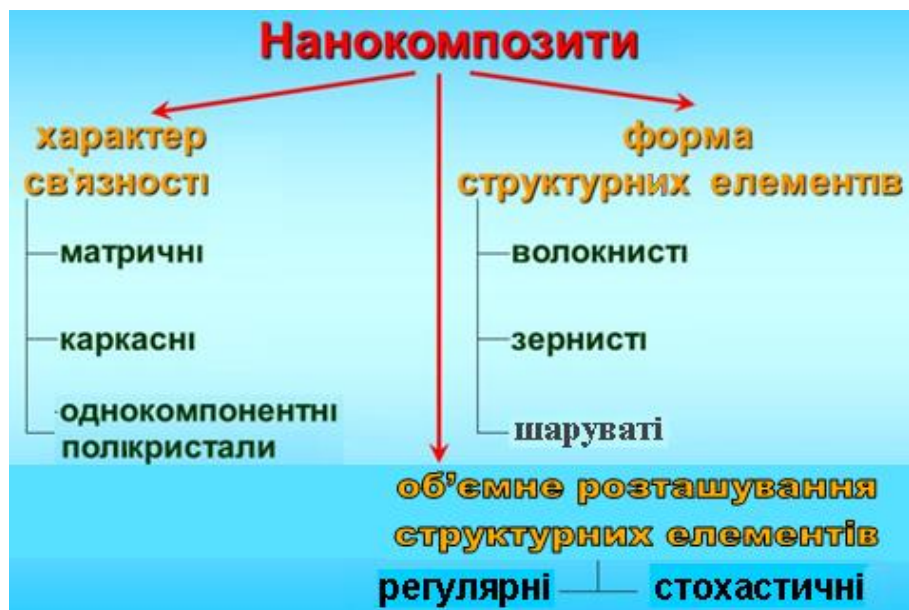 Нанокомпозити
характер
св'язності
матричні
каркасні
однокомпонентні
полікристали
форма
структурних елементів
волокнисті
зернисті
шаруваті
об’ємне розташування
структурних елементів
регулярні
стохастичні